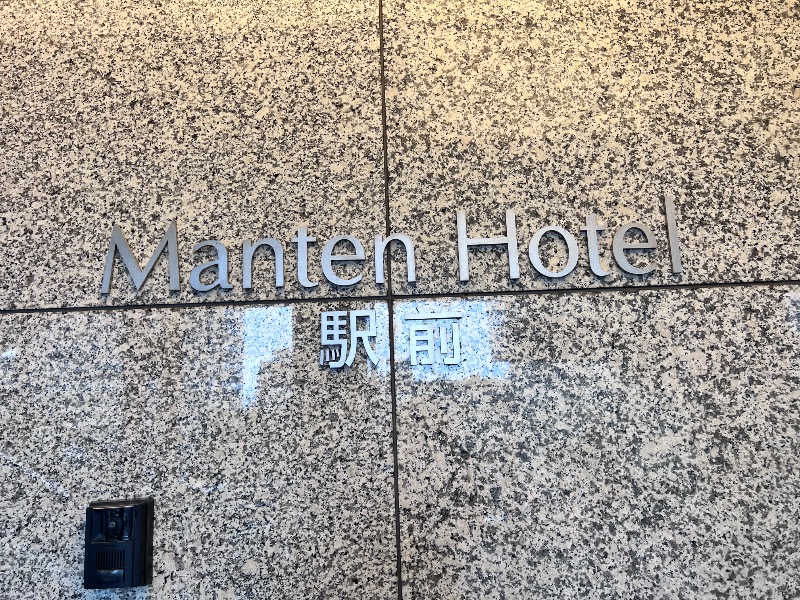 Manten Hotel
駅前